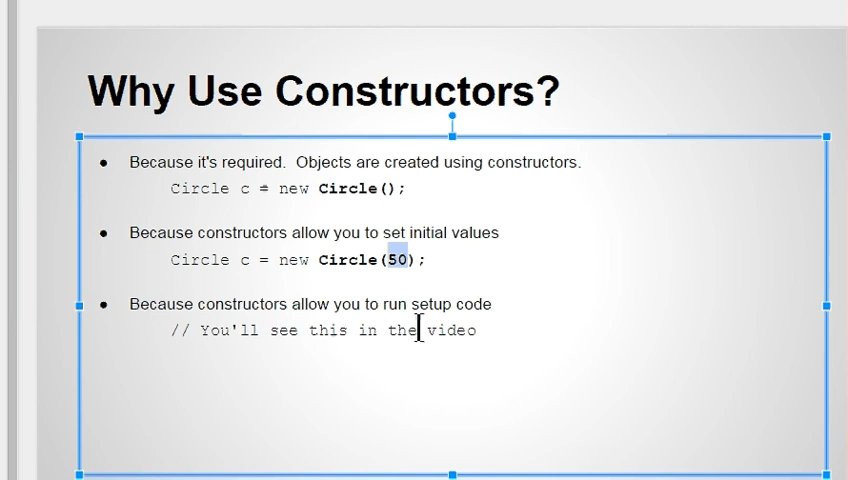 Why Use Constructors?
● Because it's required. Objects are created using constructors.
Circle c = new Circle();
● Because constructors allow you to set initial values
Circle c = new Circle(50);
● Because constructors allow you to run setup code
// You'll see this in the video